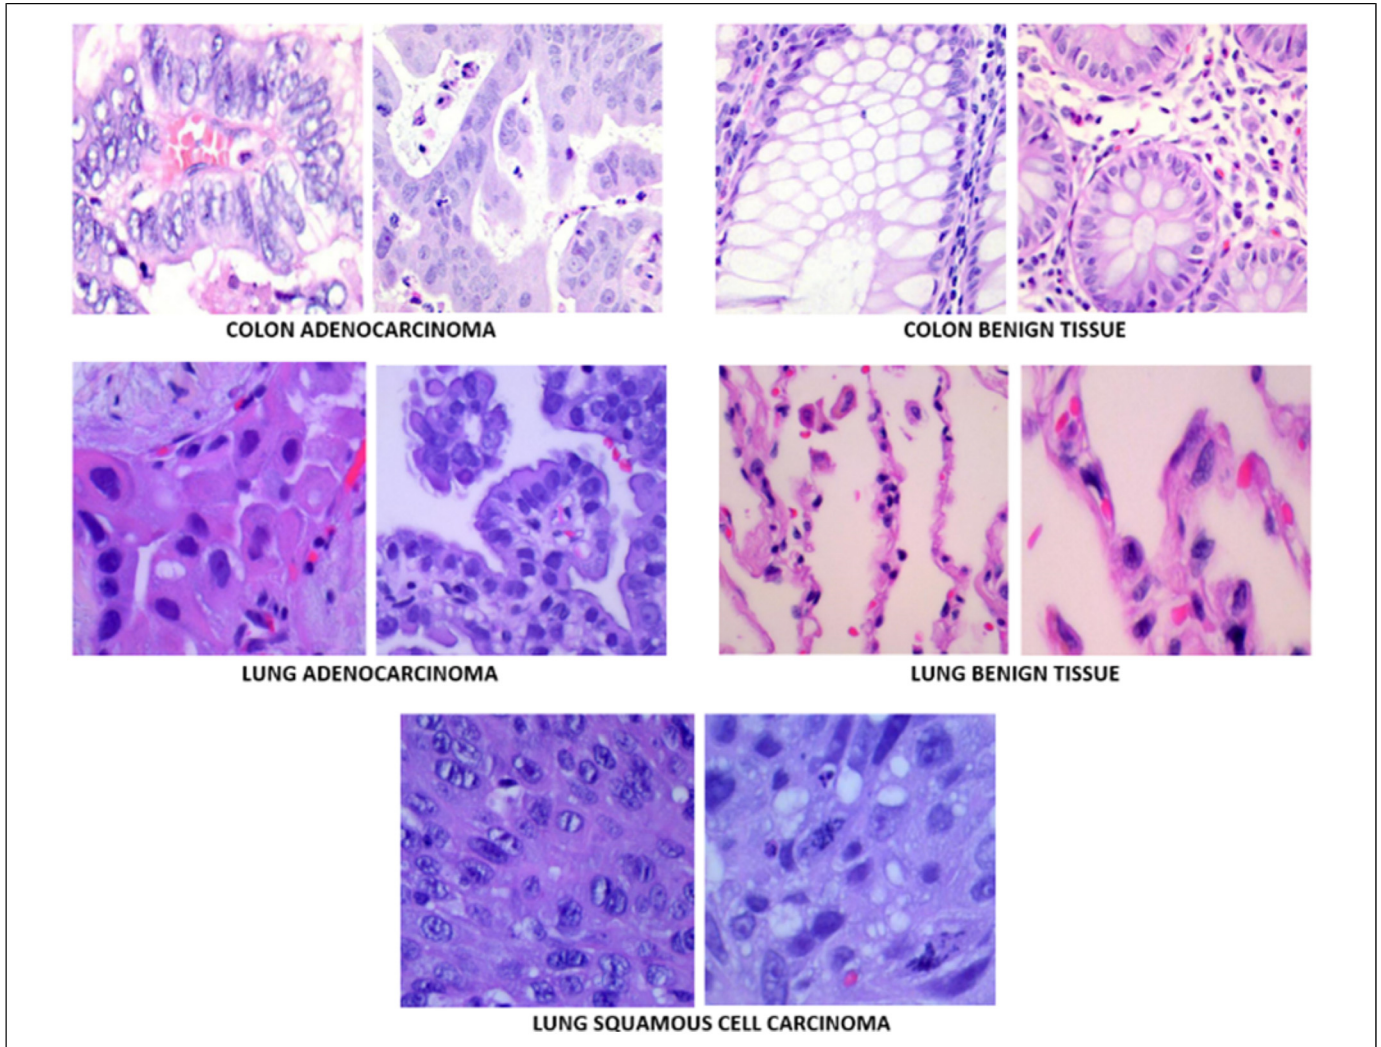 COLON ADENOCARCINOMA
COLON BENIGN TISSUE
LUNG ADENOCARCINOMA
LUNG BENIGN TISSUE
LUNG SQUAMOUS CELL CARCINOMA